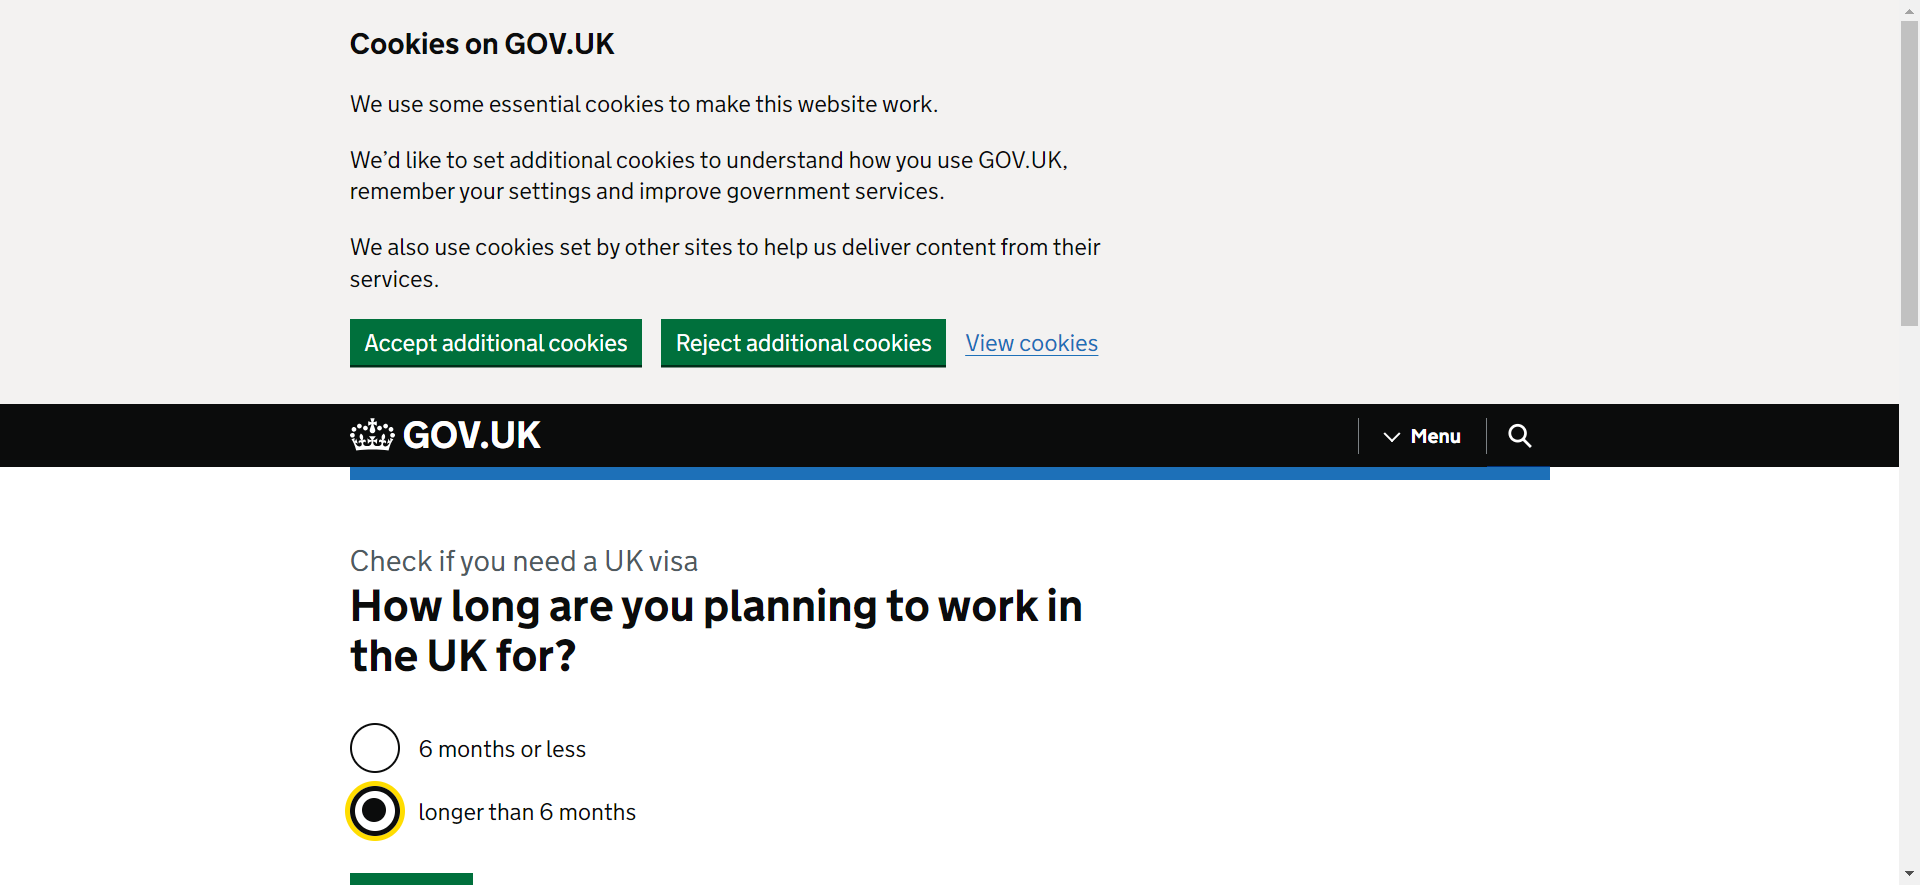 Cookies on GOV.UK
We use some essential cookies to make this website work.
We’d like to set additional cookies to understand how you use GOV.UK,
remember your settings and improve government services.
We also use cookies set by other sites to help us deliver content from their
services.
Accept additional cookies Reject additional cookies View cookies
GOV.UK Menu
Check if you need a UK visa
How long are you planning to work in
the UK for?
6 months or less
longer than 6 months